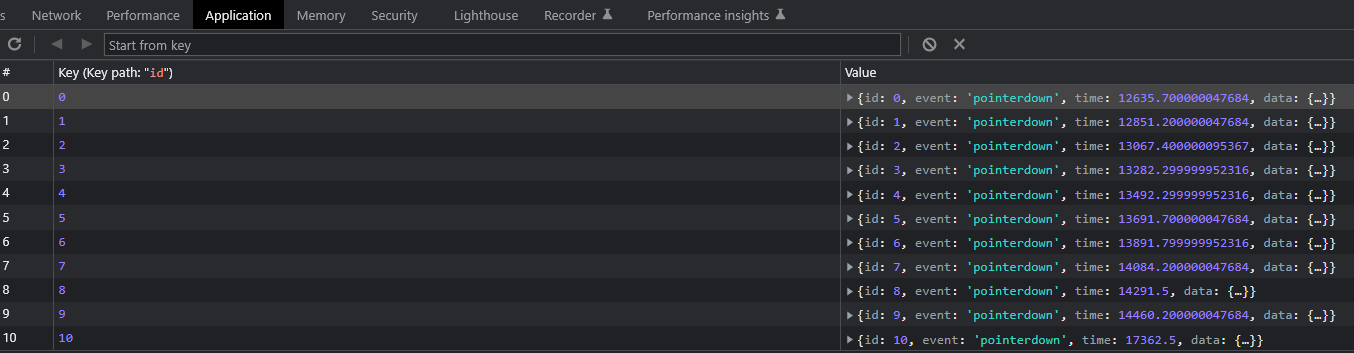 s Network Performance Application Memory Security Lighthouse Recorder Performance insights
Start from key
# Key (Key path: "id") Value
0 0 {id: 0, event: 'pointerdown', time: 12635.700000047684, data: {…}}
1 1 {id: 1, event: 'pointerdown', time: 12851.200000047684, data: {…}}
2 2 {id: 2, event: 'pointerdown', time: 13067.400000095367, data: {…}}
3 3 {id: 3, event: 'pointerdown', time: 13282.299999952316, data: {…}}
4 4 {id: 4, event: 'pointerdown', time: 13492.299999952316, data: {…}}
5 5 {id: 5, event: 'pointerdown', time: 13691.700000047684, data: {…}}
6 6 {id: 6, event: 'pointerdown', time: 13891.799999952316, data: {…}}
7 7 {id: 7, event: 'pointerdown', time: 14084.200000047684, data: {…}}
8 8 {id: 8, event: 'pointerdown', time: 14291.5, data: {…}}
9 9 {id: 9, event: 'pointerdown', time: 14460.200000047684, data: {…}}
10 10 {id: 10, event: 'pointerdown', time: 17362.5, data: {…}}